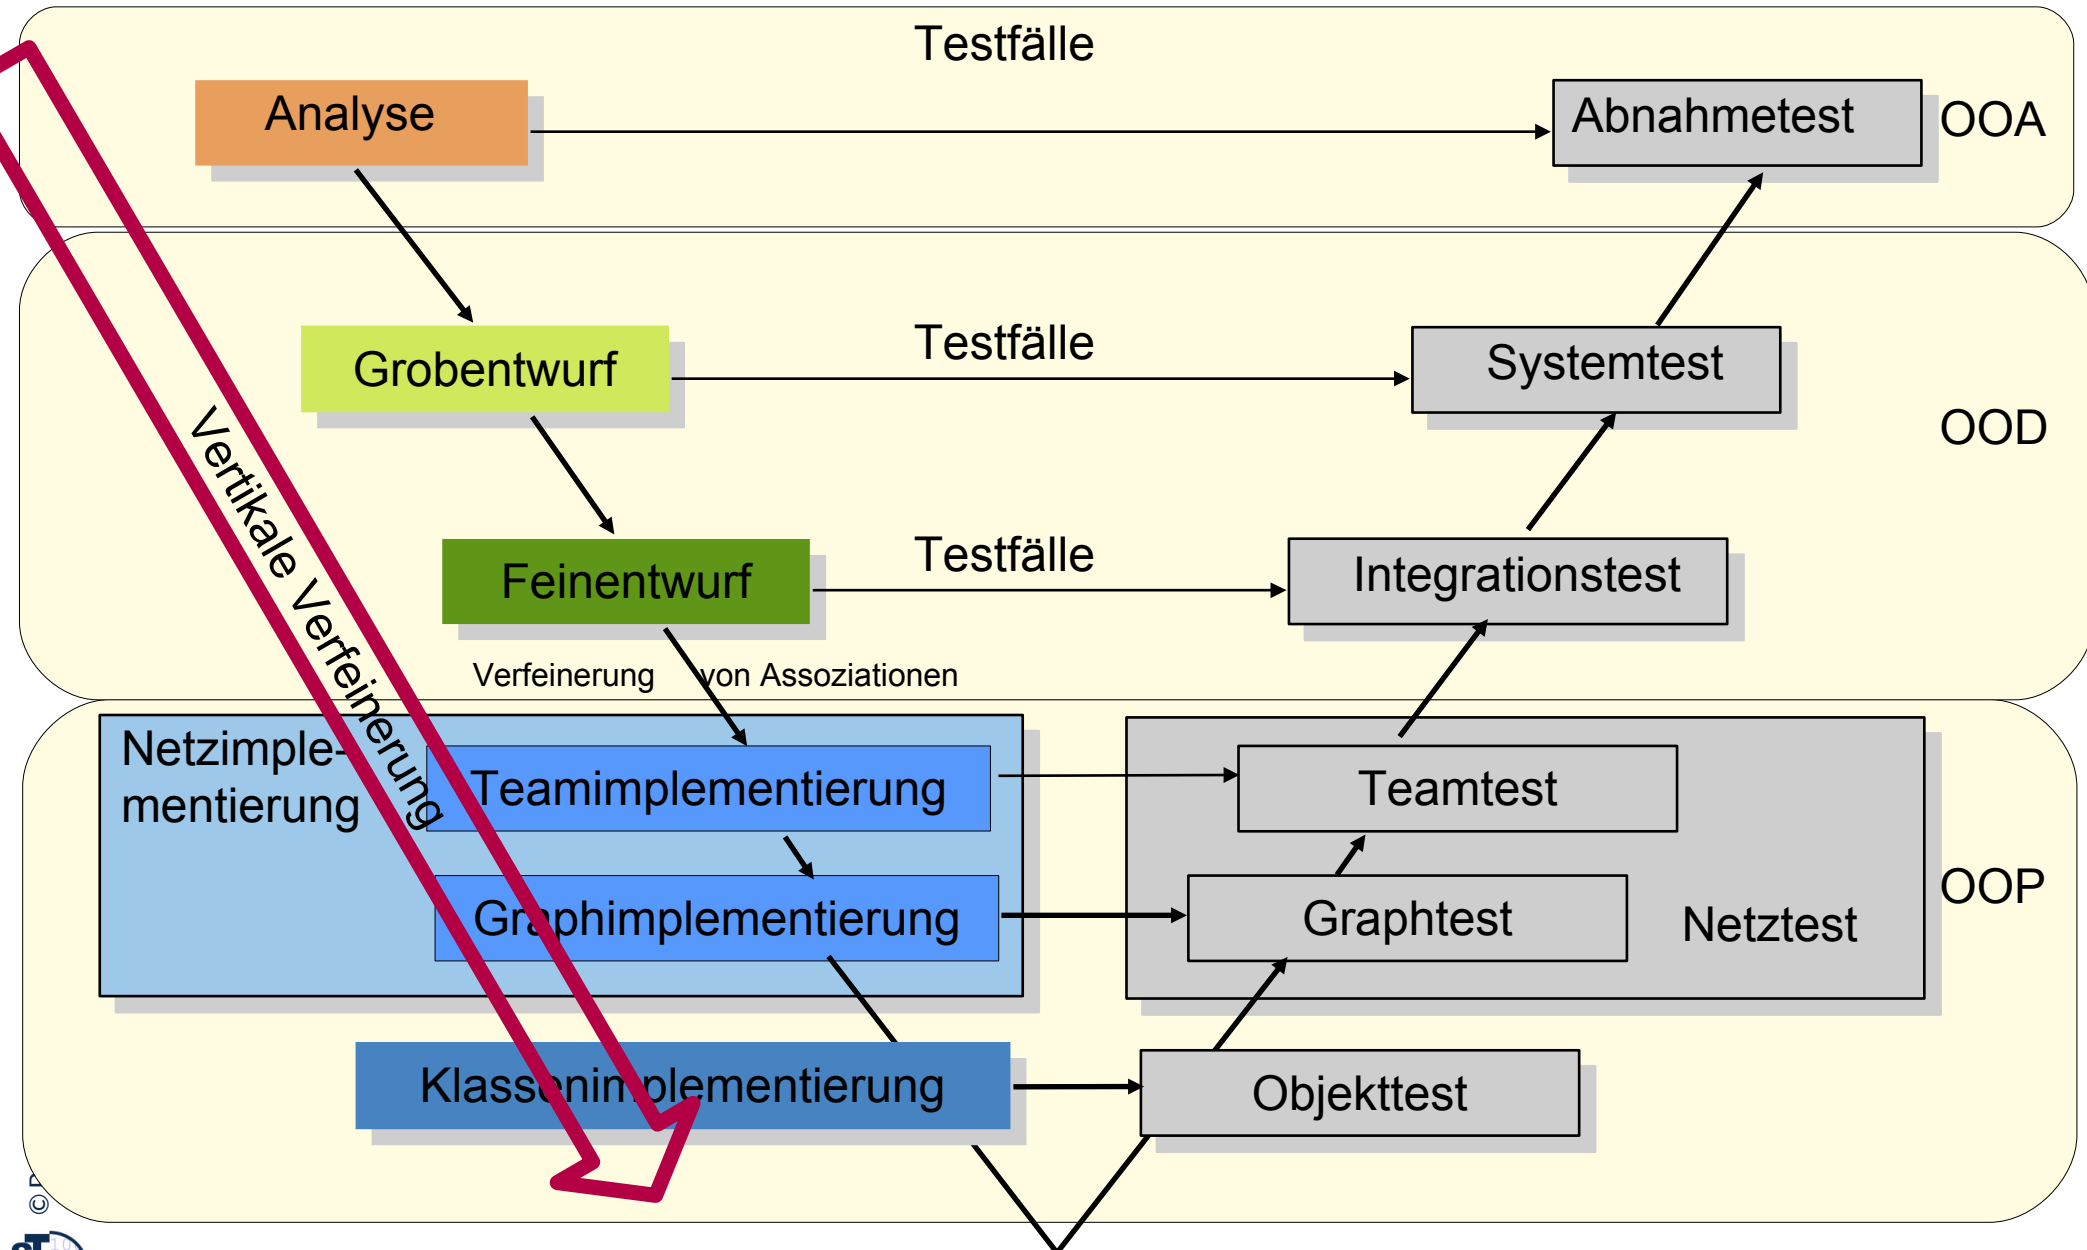 Testfälle
Analyse
Abnahmetest
OOA
Testfälle
Grobentwurf
Systemtest
OOD
Testfälle
Feinentwurf
Integrationstest
Verfeinerung von Assoziationen
Vertikale Verfeinerung
Netzimple-
mentierung
Teamimplementierung
Teamtest
Graphimplementierung
Graphtest
Netztest
OOP
Klassenimplementierung
Objekttest
©